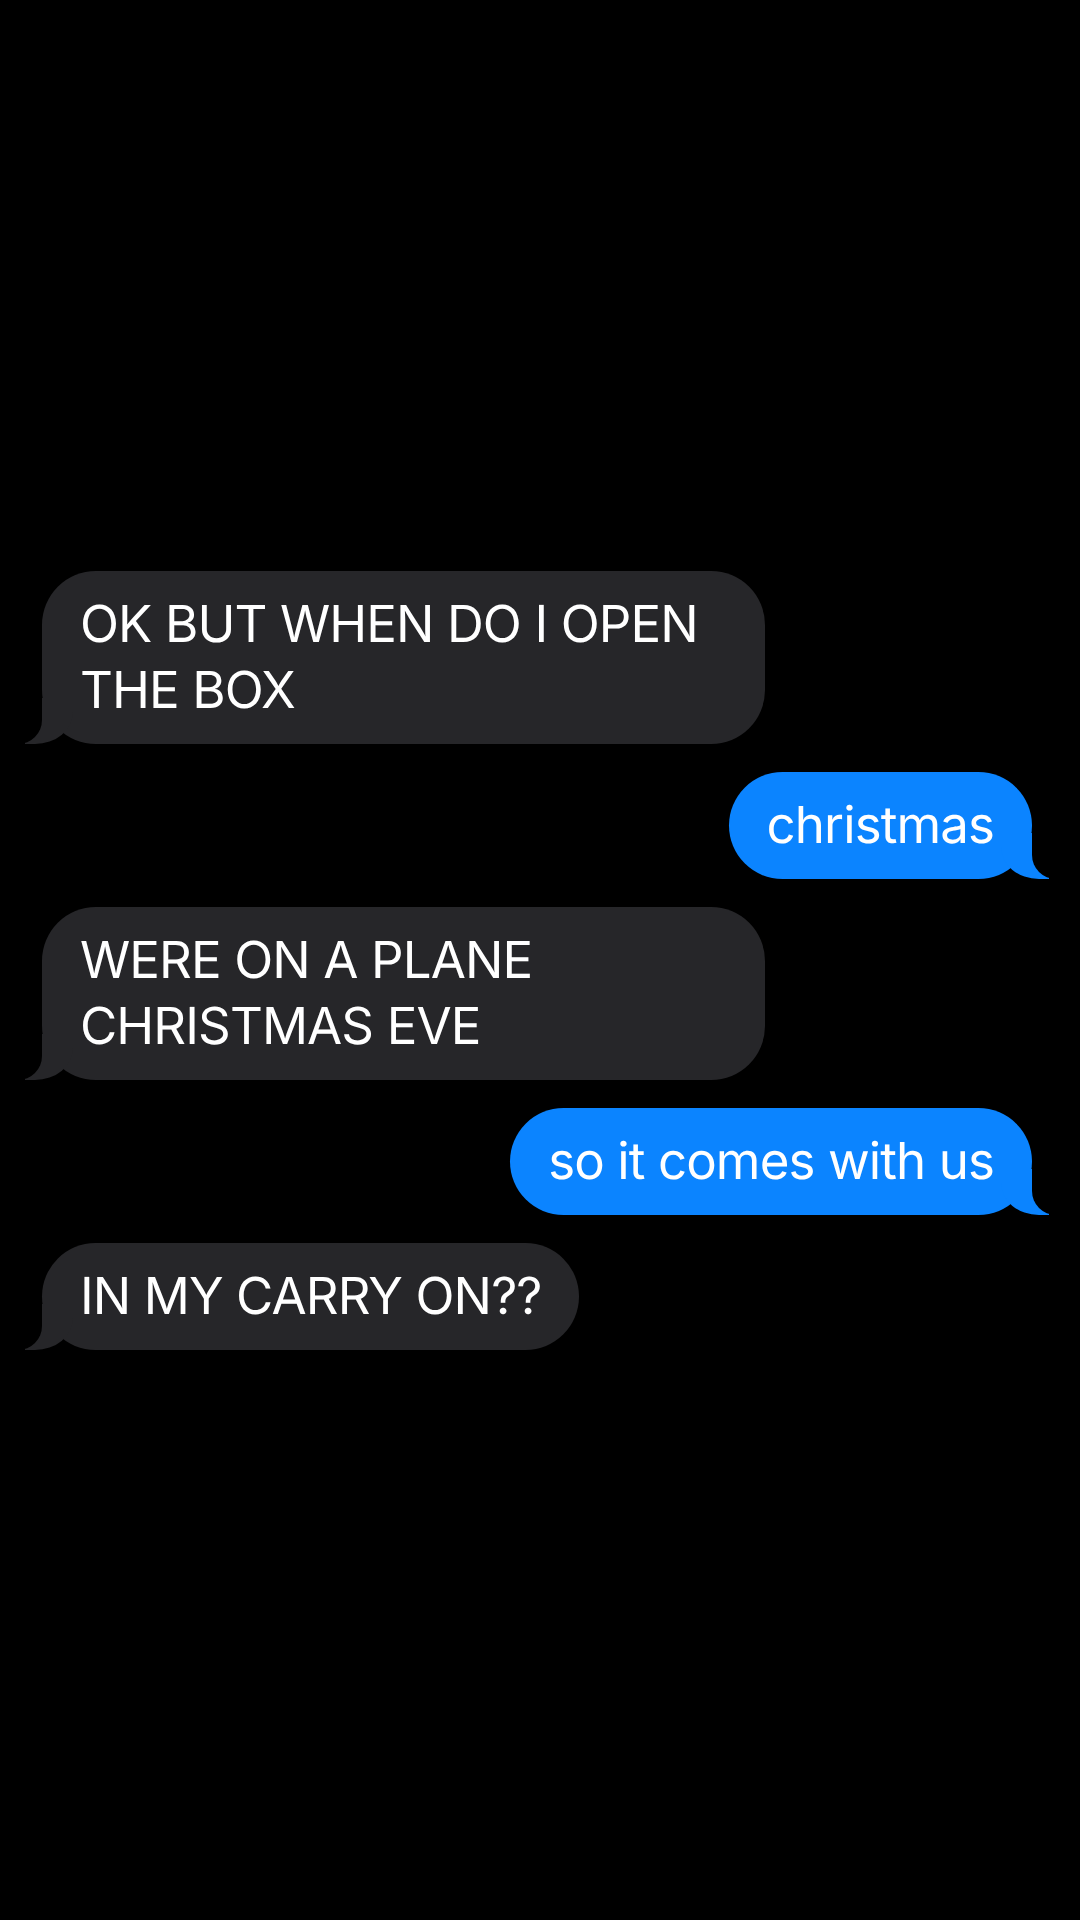 OK BUT WHEN DO I OPEN
THE BOX
christmas
WERE ON A PLANE
CHRISTMAS EVE
so it comes with us
IN MY CARRY ON??